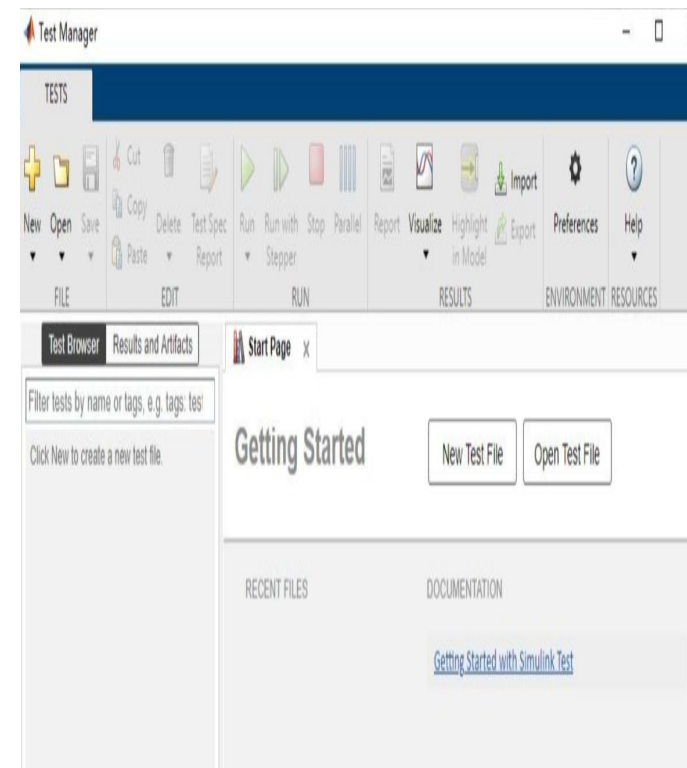 Test Manager
TESTS
New
Open
Save
Cut
Copy
Paste
Delete
Test Spec
Report
Run
Run with
Stepper
Stop
Parallel
Report
Visualize
Highlight
in Model
Import
Export
Preferences
Help
FILE
EDIT
RUN
RESULTS
ENVIRONMENT
RESOURCES
Test Browser
Results and Artifacts
Start Page
Filter tests by name or tags, e.g. tags: tes
Click New to create a new test file.
Getting Started
New Test File
Open Test File
RECENT FILES
DOCUMENTATION
Getting Started with Simulink Test